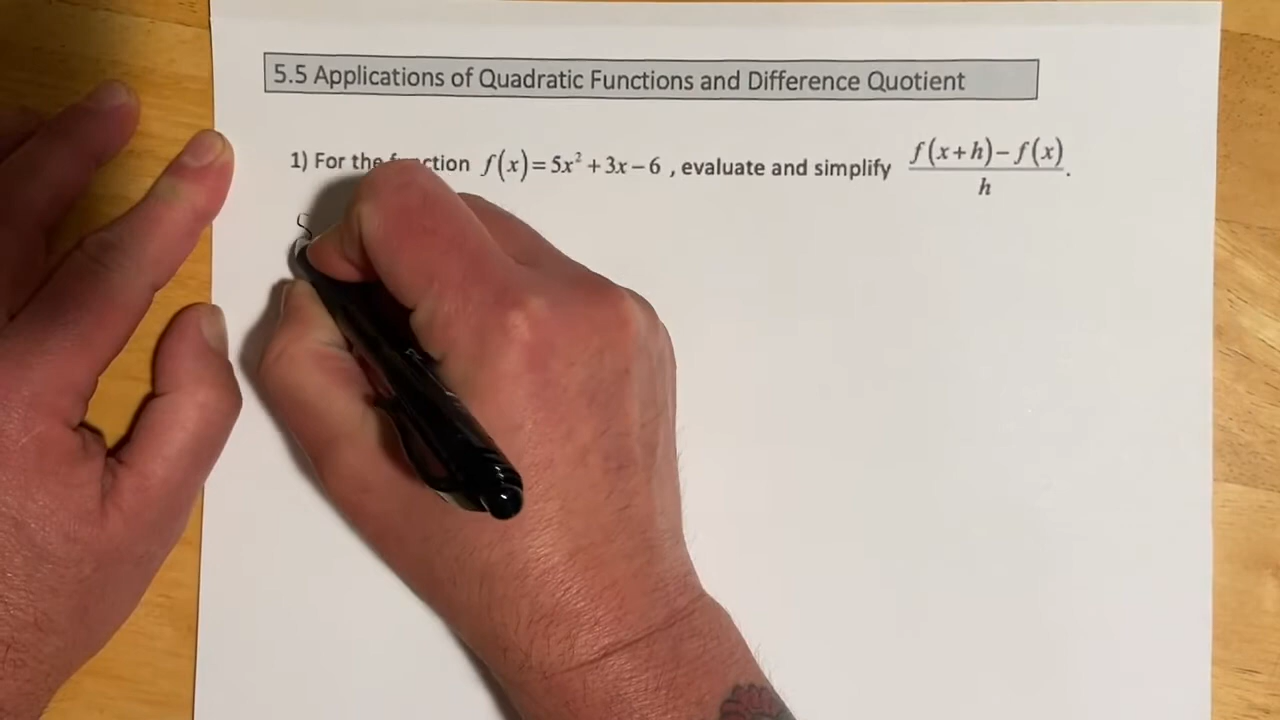 5.5 Applications of Quadratic Functions and Difference Quotient
1) For the ction f(x)=5x²+3x−6 , evaluate and simplify (f(x+h)−f(x))/h.